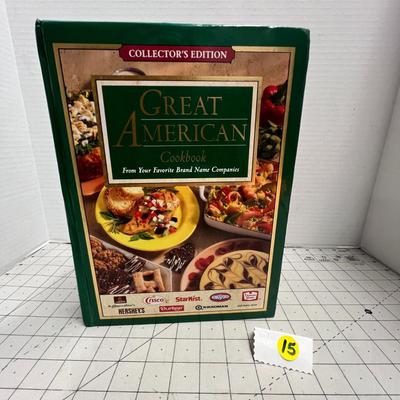 COLLECTOR'S EDITION
GREAT
AMERICAN
Cookbook
From Your Favorite Brand Name Companies
Crisco
StarKist
HERSHEY'S
15